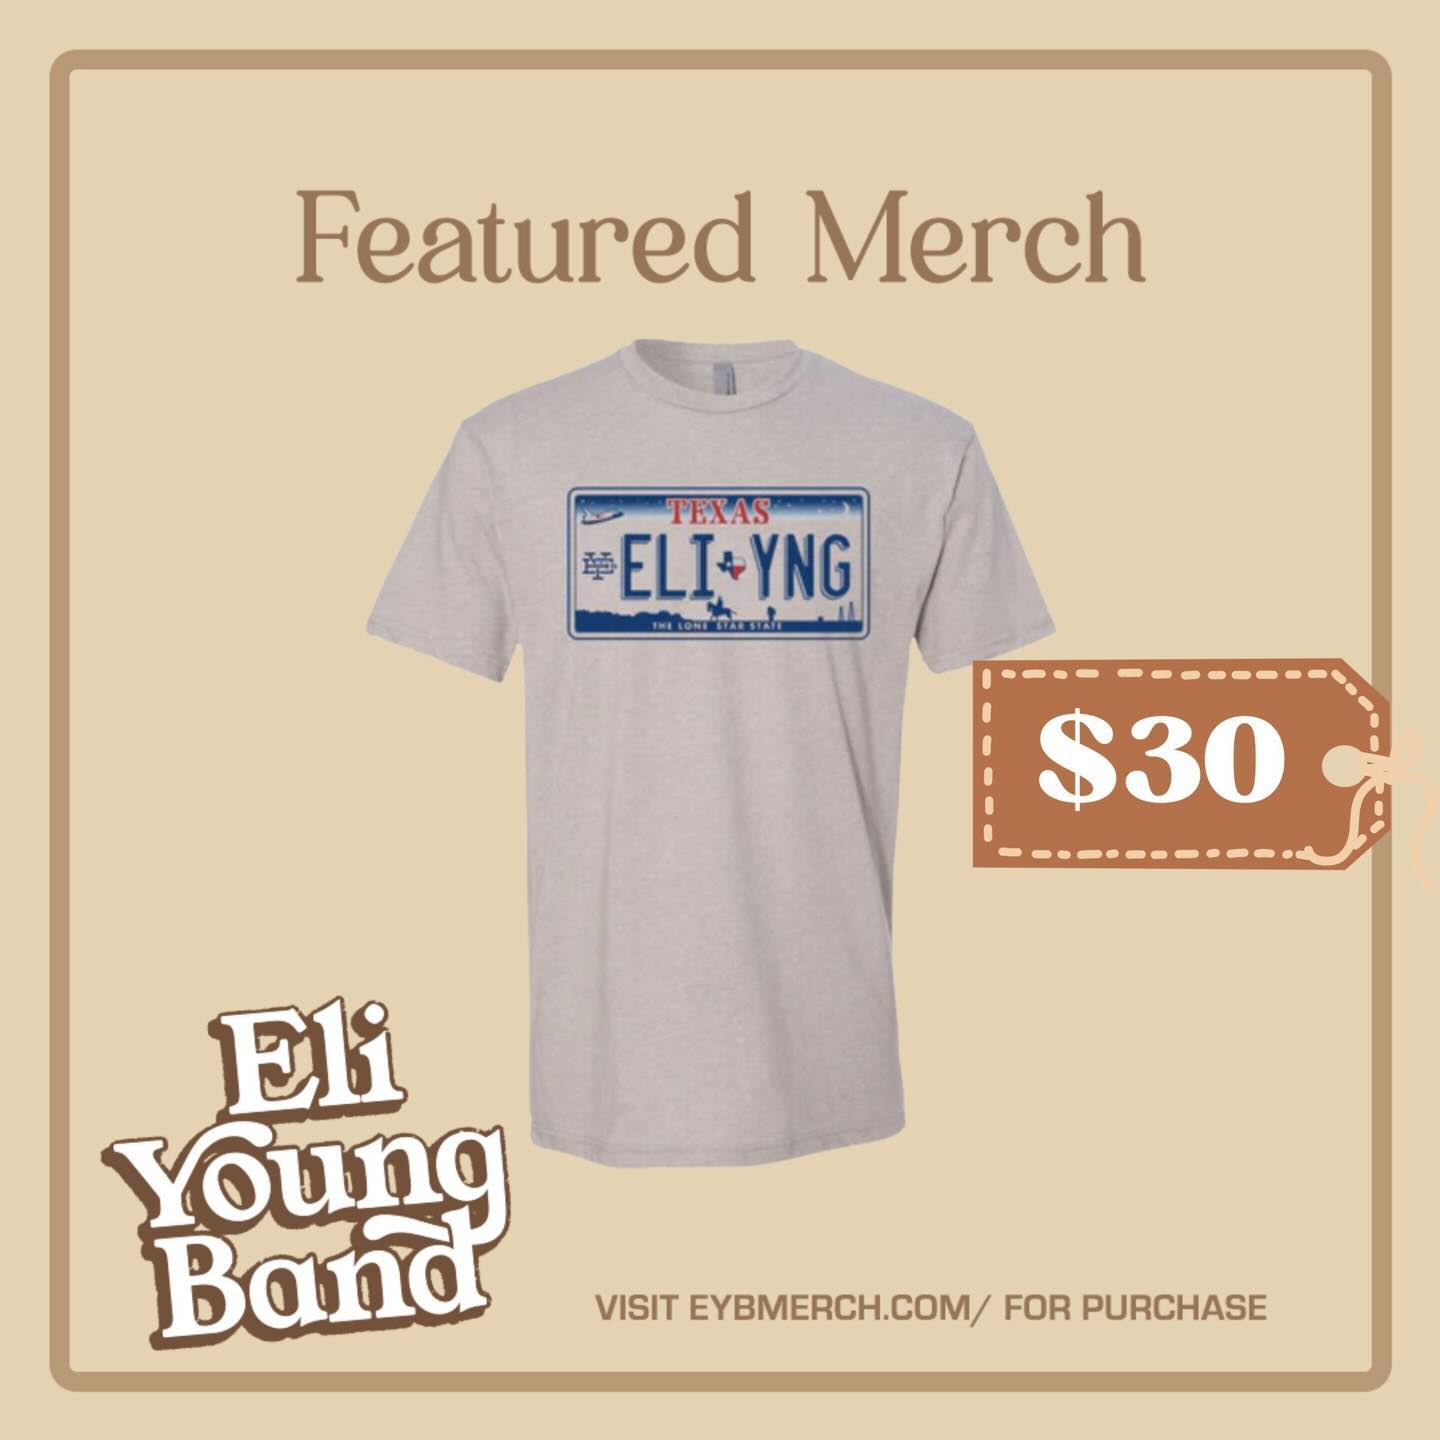 Featured Merch
TEXAS
ELI YNG
THE LONE STAR STATE
$30
Eli
Young
Band
VISIT EYBMERCH.COM/ FOR PURCHASE